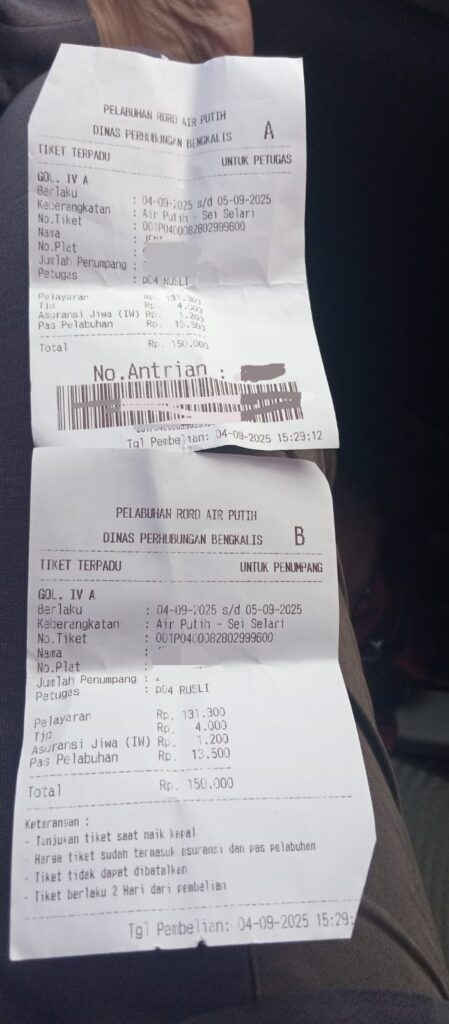 PELABUHAN RORO AIR PUTIH
DINAS PERHUBUNGAN BENGKALIS A
TIKET TERPADU UNTUK PETUGAS
GOL. IV A
Berlaku : 04-09-2025 s/d 05-09-2025
Keberangkatan : Air Putih - Sei Selari
No.Tiket : 001P0400082802999600
Nama :
No.Plat :
Jumlah Penumpang :
Petugas : p04 RUSLI
Pelayaran Rp. 131.300
Tjp Rp. 4.000
Asuransi Jiwa (IW) Rp. 1.200
Pas Pelabuhan Rp. 13.500
Total Rp. 150.000
No.Antrian :
Tgl Pembelian: 04-09-2025 15:29:12
PELABUHAN RORO AIR PUTIH
DINAS PERHUBUNGAN BENGKALIS B
TIKET TERPADU UNTUK PENUMPANG
GOL. IV A
Berlaku : 04-09-2025 s/d 05-09-2025
Keberangkatan : Air Putih - Sei Selari
No.Tiket : 001P0400082802999600
Nama :
No.Plat :
Jumlah Penumpang :
Petugas : p04 RUSLI
Pelayaran Rp. 131.300
Tjp Rp. 4.000
Asuransi Jiwa (IW) Rp. 1.200
Pas Pelabuhan Rp. 13.500
Total Rp. 150.000
Keterangan :
- Tunjukan tiket saat naik kapal
- Harga tiket sudah termasuk asuransi dan pas pelabuhan
- Tiket tidak dapat dibatalkan
- Tiket berlaku 2 Hari dari pembelian
Tgl Pembelian: 04-09-2025 15:29: